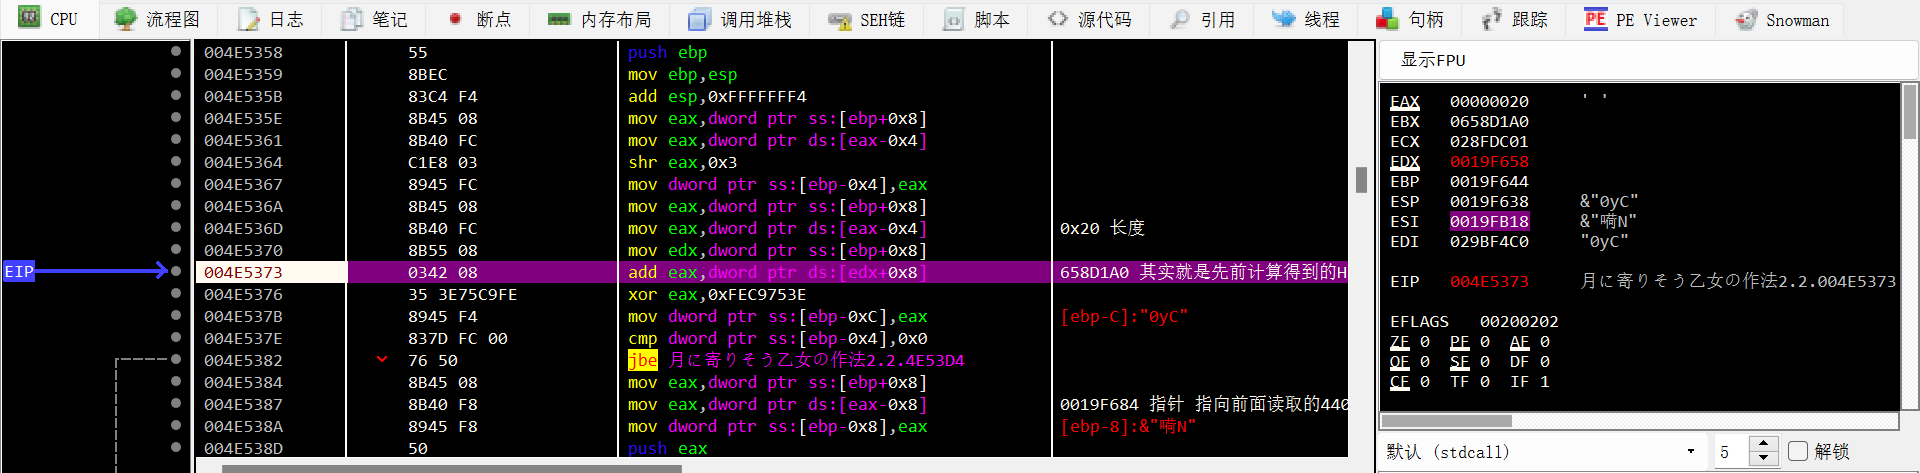 CPU 流程图 日志 笔记 断点 内存布局 调用堆栈 SEH链 脚本 源代码 引用 线程 句柄 跟踪 PE PE Viewer Snowman
004E5358 55 push ebp
004E5359 8BEC mov ebp,esp
004E535B 83C4 F4 add esp,0xFFFFFFF4
004E535E 8B45 08 mov eax,dword ptr ss:[ebp+0x8]
004E5361 8B40 FC mov eax,dword ptr ds:[eax-0x4]
004E5364 C1E8 03 shr eax,0x3
004E5367 8945 FC mov dword ptr ss:[ebp-0x4],eax
004E536A 8B45 08 mov eax,dword ptr ss:[ebp+0x8]
004E536D 8B40 FC mov eax,dword ptr ds:[eax-0x4] 0x20 长度
004E5370 8B55 08 mov edx,dword ptr ss:[ebp+0x8]
EIP 004E5373 0342 08 add eax,dword ptr ds:[edx+0x8] 658D1A0 其实就是先前计算得到的H
004E5376 35 3E75C9FE xor eax,0xFEC9753E
004E537B 8945 F4 mov dword ptr ss:[ebp-0xC],eax [ebp-C]:"0yC"
004E537E 837D FC 00 cmp dword ptr ss:[ebp-0x4],0x0
004E5382 76 50 jbe 月に寄りそう乙女の作法2.2.4E53D4
004E5384 8B45 08 mov eax,dword ptr ss:[ebp+0x8]
004E5387 8B40 F8 mov eax,dword ptr ds:[eax-0x8] 0019F684 指针 指向前面读取的440
004E538A 8945 F8 mov dword ptr ss:[ebp-0x8],eax [ebp-8]:&"嗬N"
004E538D 50 push eax
显示FPU
EAX 00000020 ' '
EBX 0658D1A0
ECX 028FDC01
EDX 0019F658
EBP 0019F644
ESP 0019F638 &"0yC"
ESI 0019FB18 &"嗬N"
EDI 029BF4C0 "0yC"
EIP 004E5373 月に寄りそう乙女の作法2.2.004E5373
EFLAGS 00200202
ZF 0 PF 0 AF 0
OF 0 SF 0 DF 0
CF 0 TF 0 IF 1
默认 (stdcall) 5 解锁